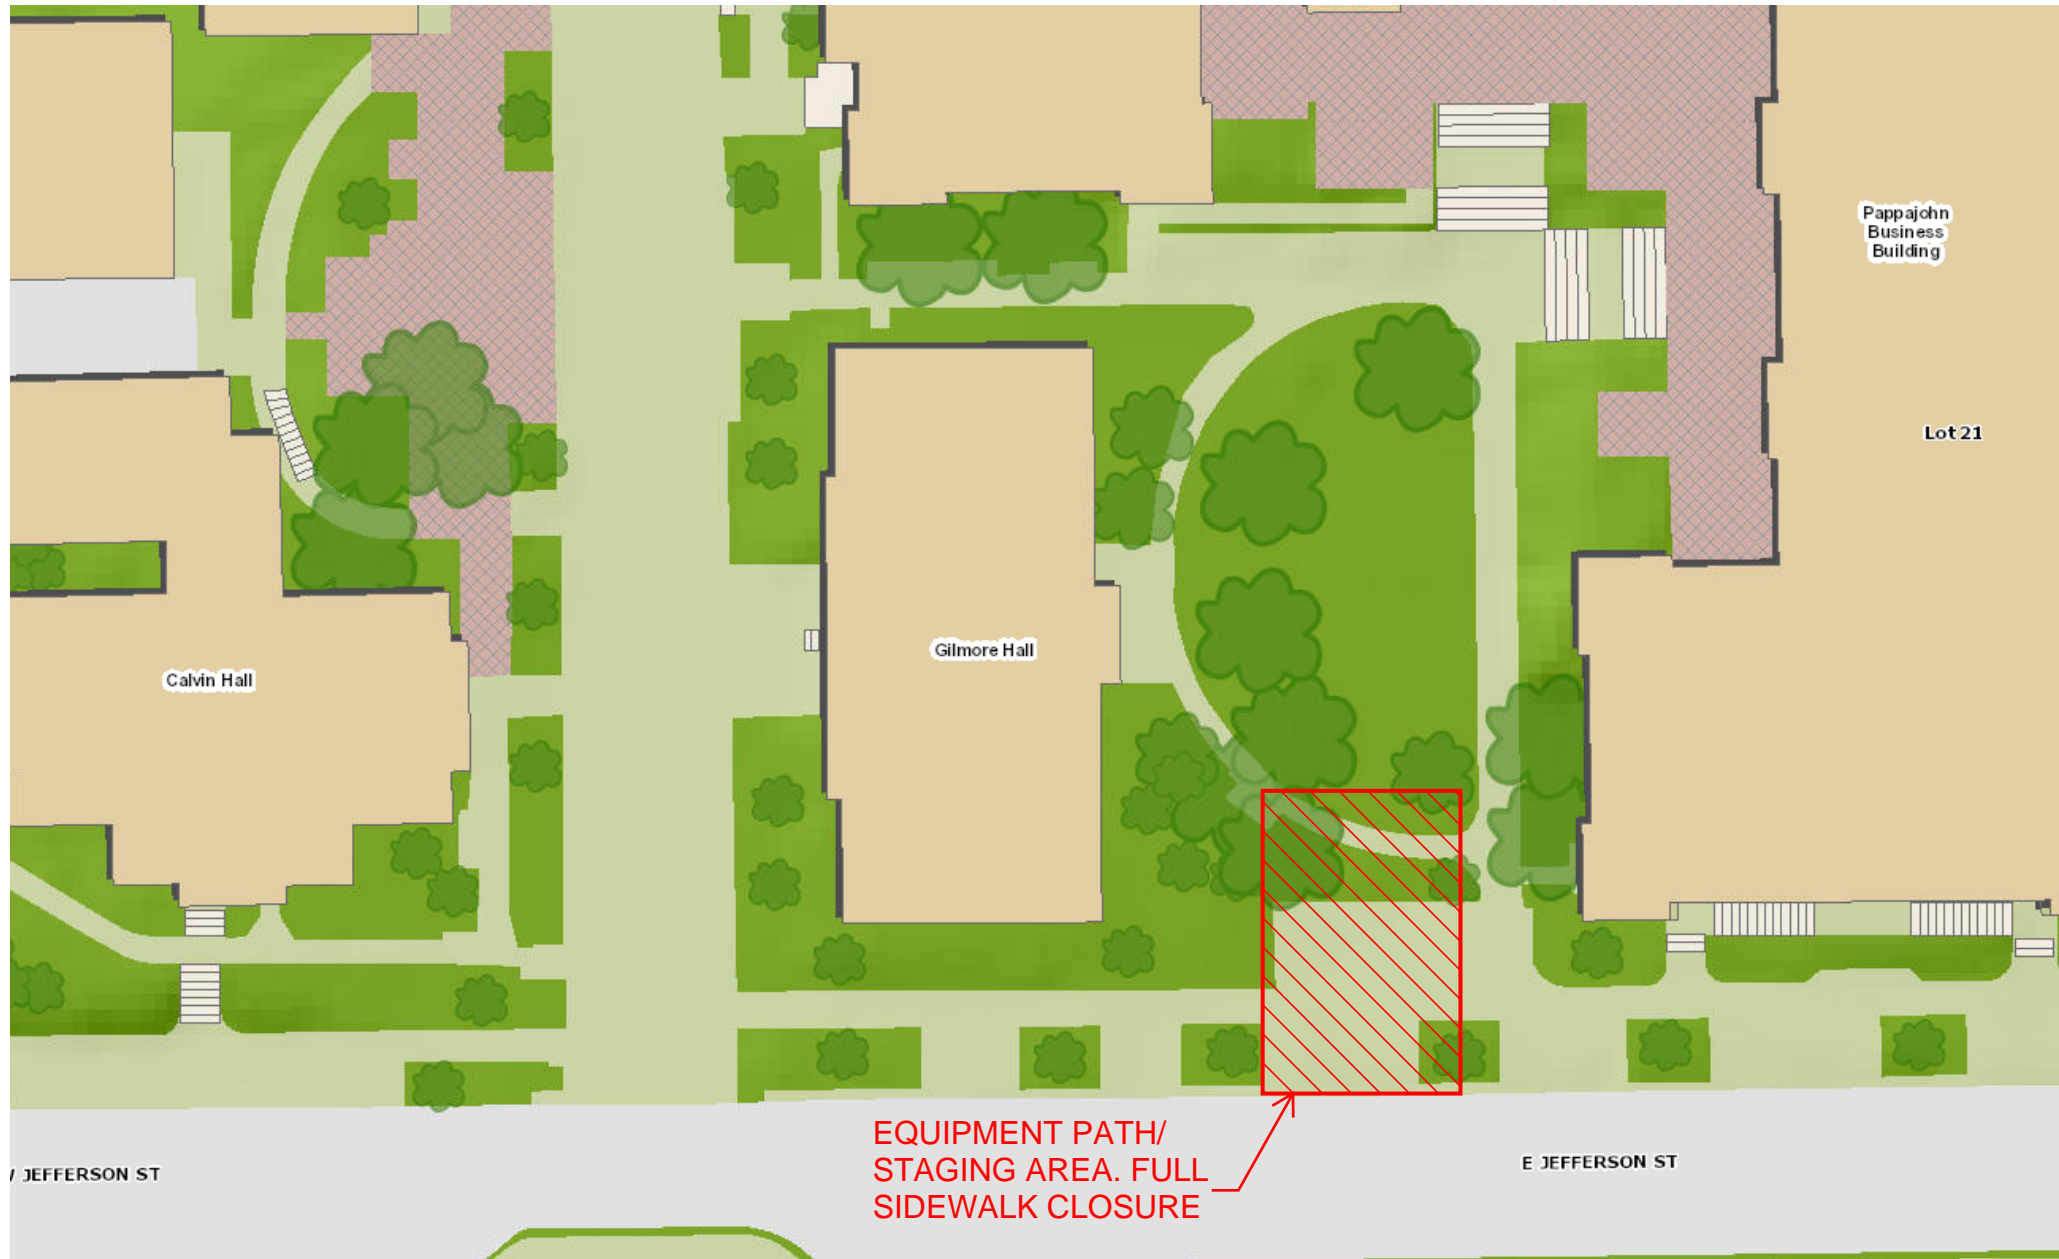 Pappajohn
Business
Building
Lot 21
Gilmore Hall
Calvin Hall
EQUIPMENT PATH/
STAGING AREA. FULL
SIDEWALK CLOSURE
JEFFERSON ST
E JEFFERSON ST